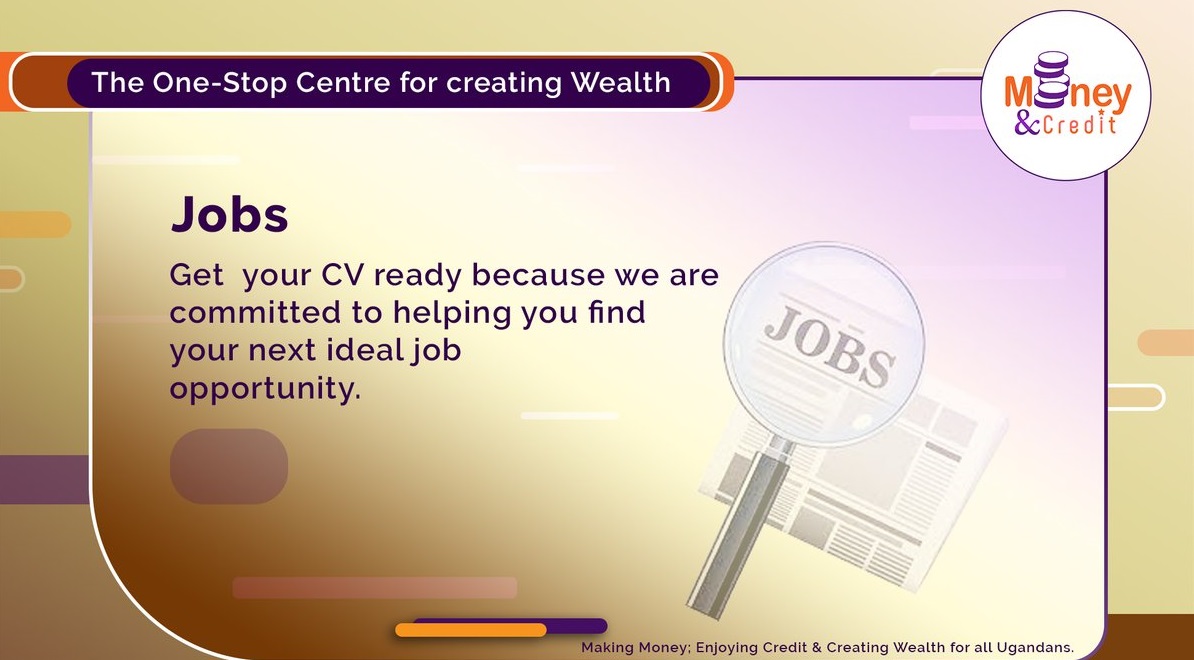 The One-Stop Centre for creating Wealth
Money
&Credit
Jobs
Get  your CV ready because we are
committed to helping you find
your next ideal job
opportunity.
JOBS
Making Money; Enjoying Credit & Creating Wealth for all Ugandans.